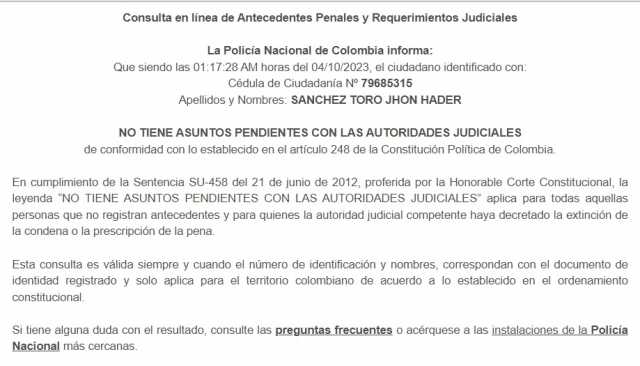 Consulta en línea de Antecedentes Penales y Requerimientos Judiciales
La Policía Nacional de Colombia informa:
Que siendo las 01:17:28 AM horas del 04/10/2023, el ciudadano identificado con:
Cédula de Ciudadanía Nº 79685315
Apellidos y Nombres: SANCHEZ TORO JHON HADER
NO TIENE ASUNTOS PENDIENTES CON LAS AUTORIDADES JUDICIALES
de conformidad con lo establecido en el artículo 248 de la Constitución Política de Colombia.
En cumplimiento de la Sentencia SU-458 del 21 de junio de 2012, proferida por la Honorable Corte Constitucional, la
leyenda "NO TIENE ASUNTOS PENDIENTES CON LAS AUTORIDADES JUDICIALES" aplica para todas aquellas
personas que no registran antecedentes y para quienes la autoridad judicial competente haya decretado la extinción de
la condena o la prescripción de la pena.
Esta consulta es válida siempre y cuando el número de identificación y nombres, correspondan con el documento de
identidad registrado y solo aplica para el territorio colombiano de acuerdo a lo establecido en el ordenamiento
constitucional.
Si tiene alguna duda con el resultado, consulte las preguntas frecuentes o acérquese a las instalaciones de la Policía
Nacional más cercanas.